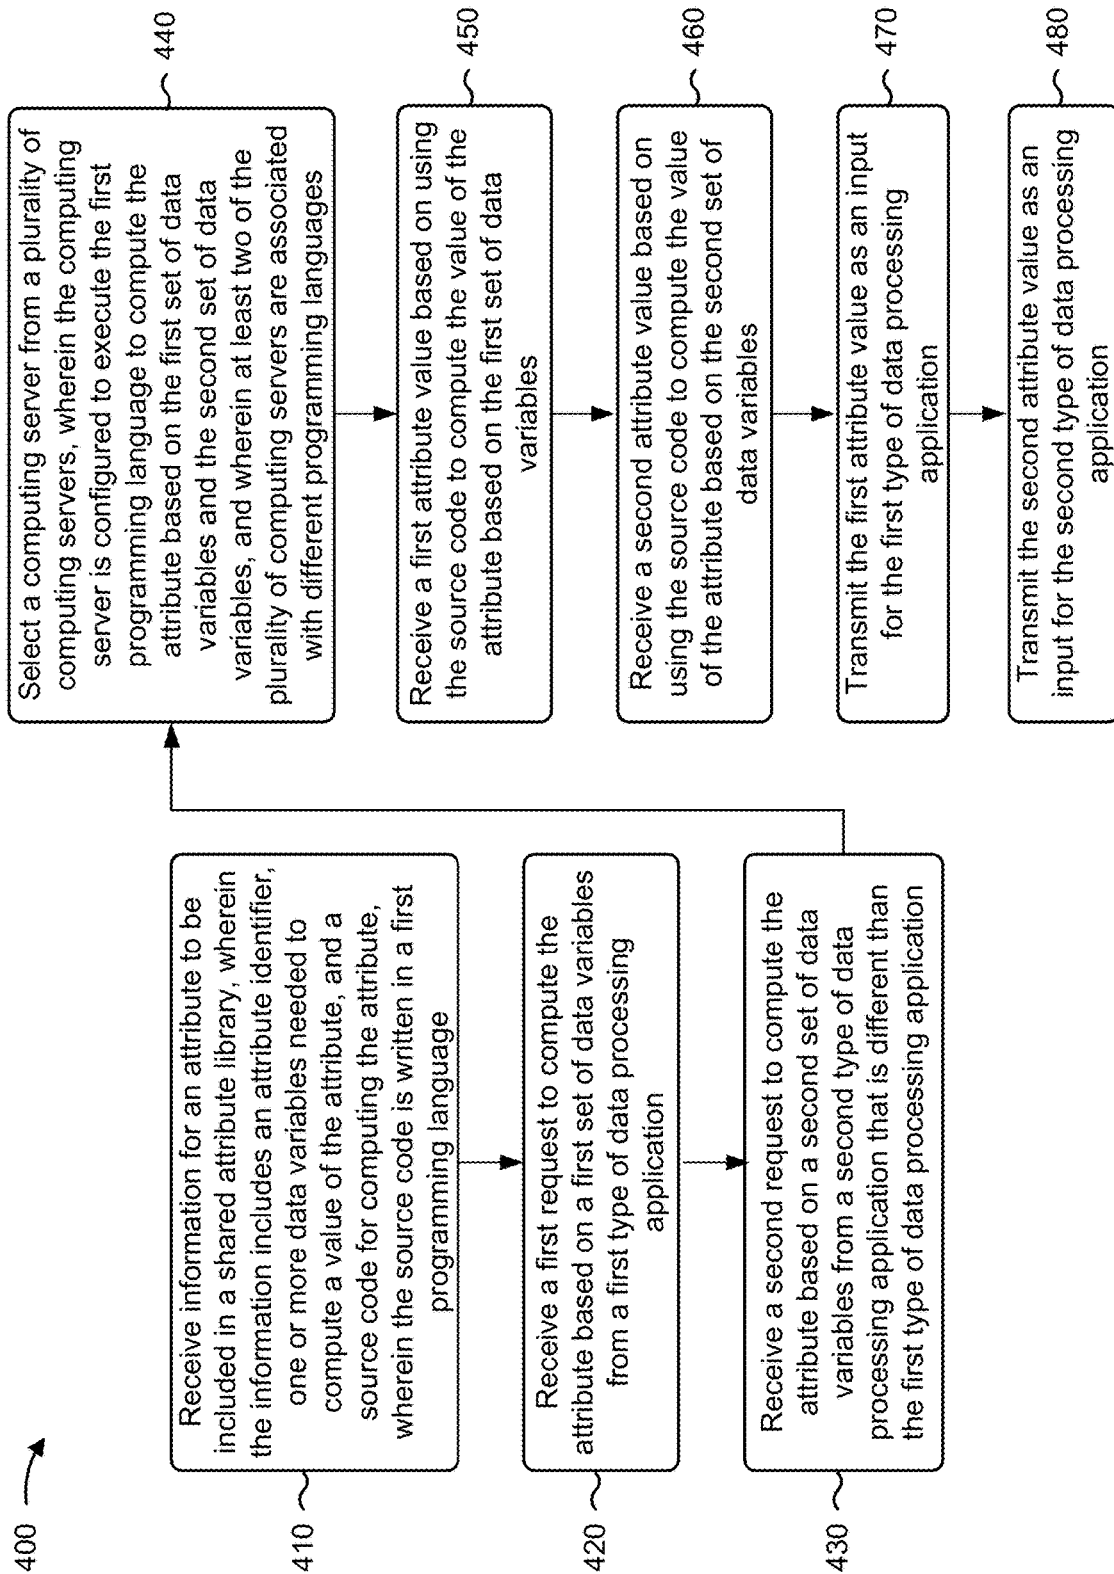 400
410
Receive information for an attribute to be
included in a shared attribute library, wherein
the information includes an attribute identifier,
one or more data variables needed to
compute a value of the attribute, and a
source code for computing the attribute,
wherein the source code is written in a first
programming language
420
Receive a first request to compute the
attribute based on a first set of data variables
from a first type of data processing
application
430
Receive a second request to compute the
attribute based on a second set of data
variables from a second type of data
processing application that is different than
the first type of data processing application
440
Select a computing server from a plurality of
computing servers, wherein the computing
server is configured to execute the first
programming language to compute the
attribute based on the first set of data
variables and the second set of data
variables, and wherein at least two of the
plurality of computing servers are associated
with different programming languages
450
Receive a first attribute value based on using
the source code to compute the value of the
attribute based on the first set of data
variables
460
Receive a second attribute value based on
using the source code to compute the value
of the attribute based on the second set of
data variables
470
Transmit the first attribute value as an input
for the first type of data processing
application
480
Transmit the second attribute value as an
input for the second type of data processing
application